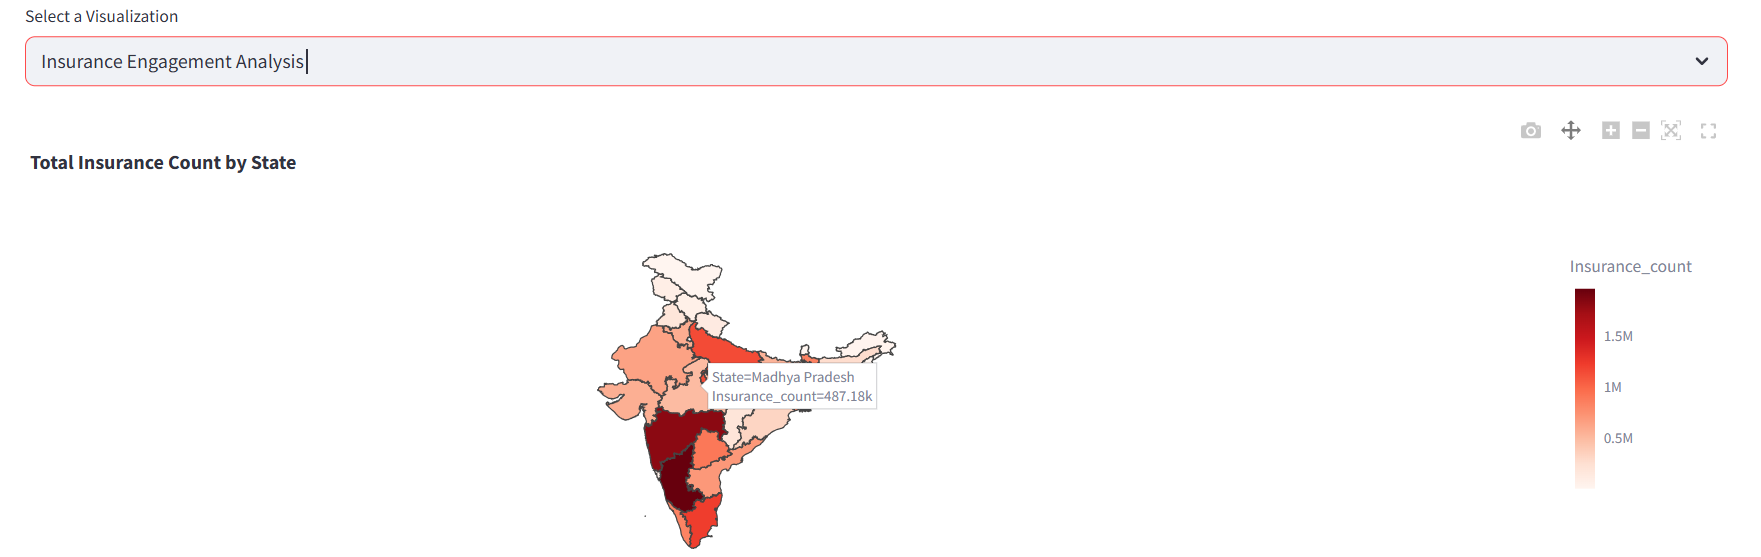 Select a Visualization
Insurance Engagement Analysis
Total Insurance Count by State
Insurance_count
1.5M
1M
0.5M
State=Madhya Pradesh
Insurance_count=487.18k